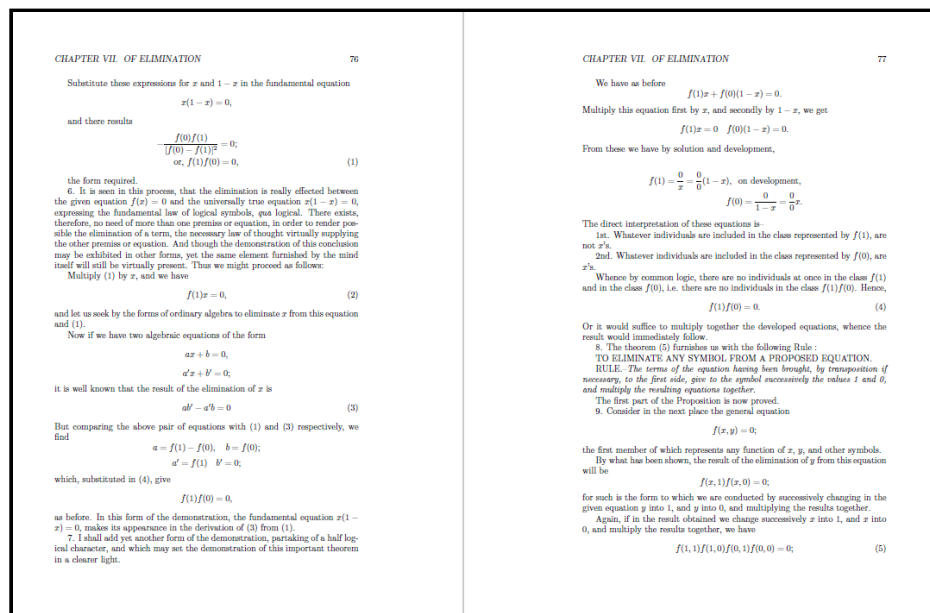 CHAPTER VII. OF ELIMINATION 76
Substitute these expressions for x and 1 − x in the fundamental equation
x(1 − x) = 0,
and there results
−f(0)f(1)/[f(0) − f(1)]² = 0;
or, f(1)f(0) = 0, (1)
the form required.
6. It is seen in this process, that the elimination is really effected between
the given equation f(x) = 0 and the universally true equation x(1 − x) = 0,
expressing the fundamental law of logical symbols, qua logical. There exists,
therefore, no need of more than one premiss or equation, in order to render pos-
sible the elimination of a term, the necessary law of thought virtually supplying
the other premiss or equation. And though the demonstration of this conclusion
may be exhibited in other forms, yet the same element furnished by the mind
itself will still be virtually present. Thus we might proceed as follows:
Multiply (1) by x, and we have
f(1)x = 0, (2)
and let us seek by the forms of ordinary algebra to eliminate x from this equation
and (1).
Now if we have two algebraic equations of the form
ax + b = 0,
a′x + b′ = 0;
it is well known that the result of the elimination of x is
ab′ − a′b = 0 (3)
But comparing the above pair of equations with (1) and (3) respectively, we
find
a = f(1) − f(0), b = f(0);
a′ = f(1) b′ = 0;
which, substituted in (4), give
f(1)f(0) = 0,
as before. In this form of the demonstration, the fundamental equation x(1 −
x) = 0, makes its appearance in the derivation of (3) from (1).
7. I shall add yet another form of the demonstration, partaking of a half log-
ical character, and which may set the demonstration of this important theorem
in a clearer light.
CHAPTER VII. OF ELIMINATION 77
We have as before
f(1)x + f(0)(1 − x) = 0.
Multiply this equation first by x, and secondly by 1 − x, we get
f(1)x = 0 f(0)(1 − x) = 0.
From these we have by solution and development,
f(1) = 0/x = 0/0(1 − x), on development,
f(0) = 0/(1 − x) = 0/0x.
The direct interpretation of these equations is–
1st. Whatever individuals are included in the class represented by f(1), are
not x's.
2nd. Whatever individuals are included in the class represented by f(0), are
x's.
Whence by common logic, there are no individuals at once in the class f(1)
and in the class f(0), i.e. there are no individuals in the class f(1)f(0). Hence,
f(1)f(0) = 0. (4)
Or it would suffice to multiply together the developed equations, whence the
result would immediately follow.
8. The theorem (5) furnishes us with the following Rule :
TO ELIMINATE ANY SYMBOL FROM A PROPOSED EQUATION.
RULE.–The terms of the equation having been brought, by transposition if
necessary, to the first side, give to the symbol successively the values 1 and 0,
and multiply the resulting equations together.
The first part of the Proposition is now proved.
9. Consider in the next place the general equation
f(x, y) = 0;
the first member of which represents any function of x, y, and other symbols.
By what has been shown, the result of the elimination of y from this equation
will be
f(x, 1)f(x, 0) = 0;
for such is the form to which we are conducted by successively changing in the
given equation y into 1, and y into 0, and multiplying the results together.
Again, if in the result obtained we change successively x into 1, and x into
0, and multiply the results together, we have
f(1, 1)f(1, 0)f(0, 1)f(0, 0) = 0; (5)